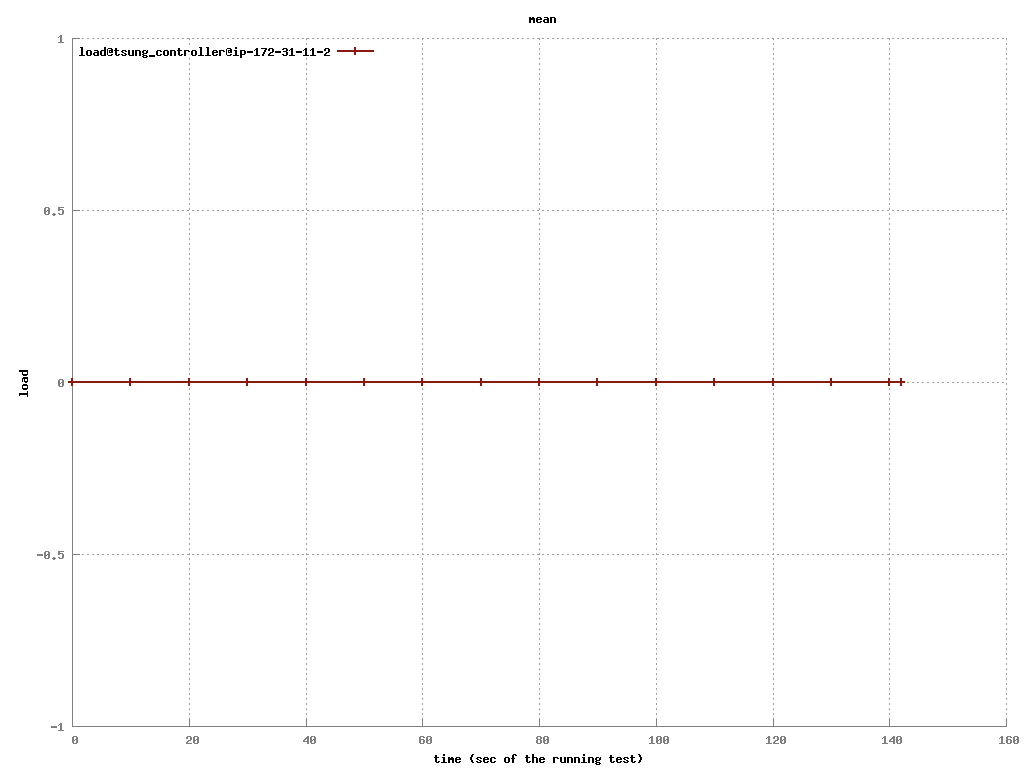 mean
load@tsung_controller@ip-172-31-11-2
1
0.5
0
-0.5
-1
load
0 20 40 60 80 100 120 140 160
time (sec of the running test)